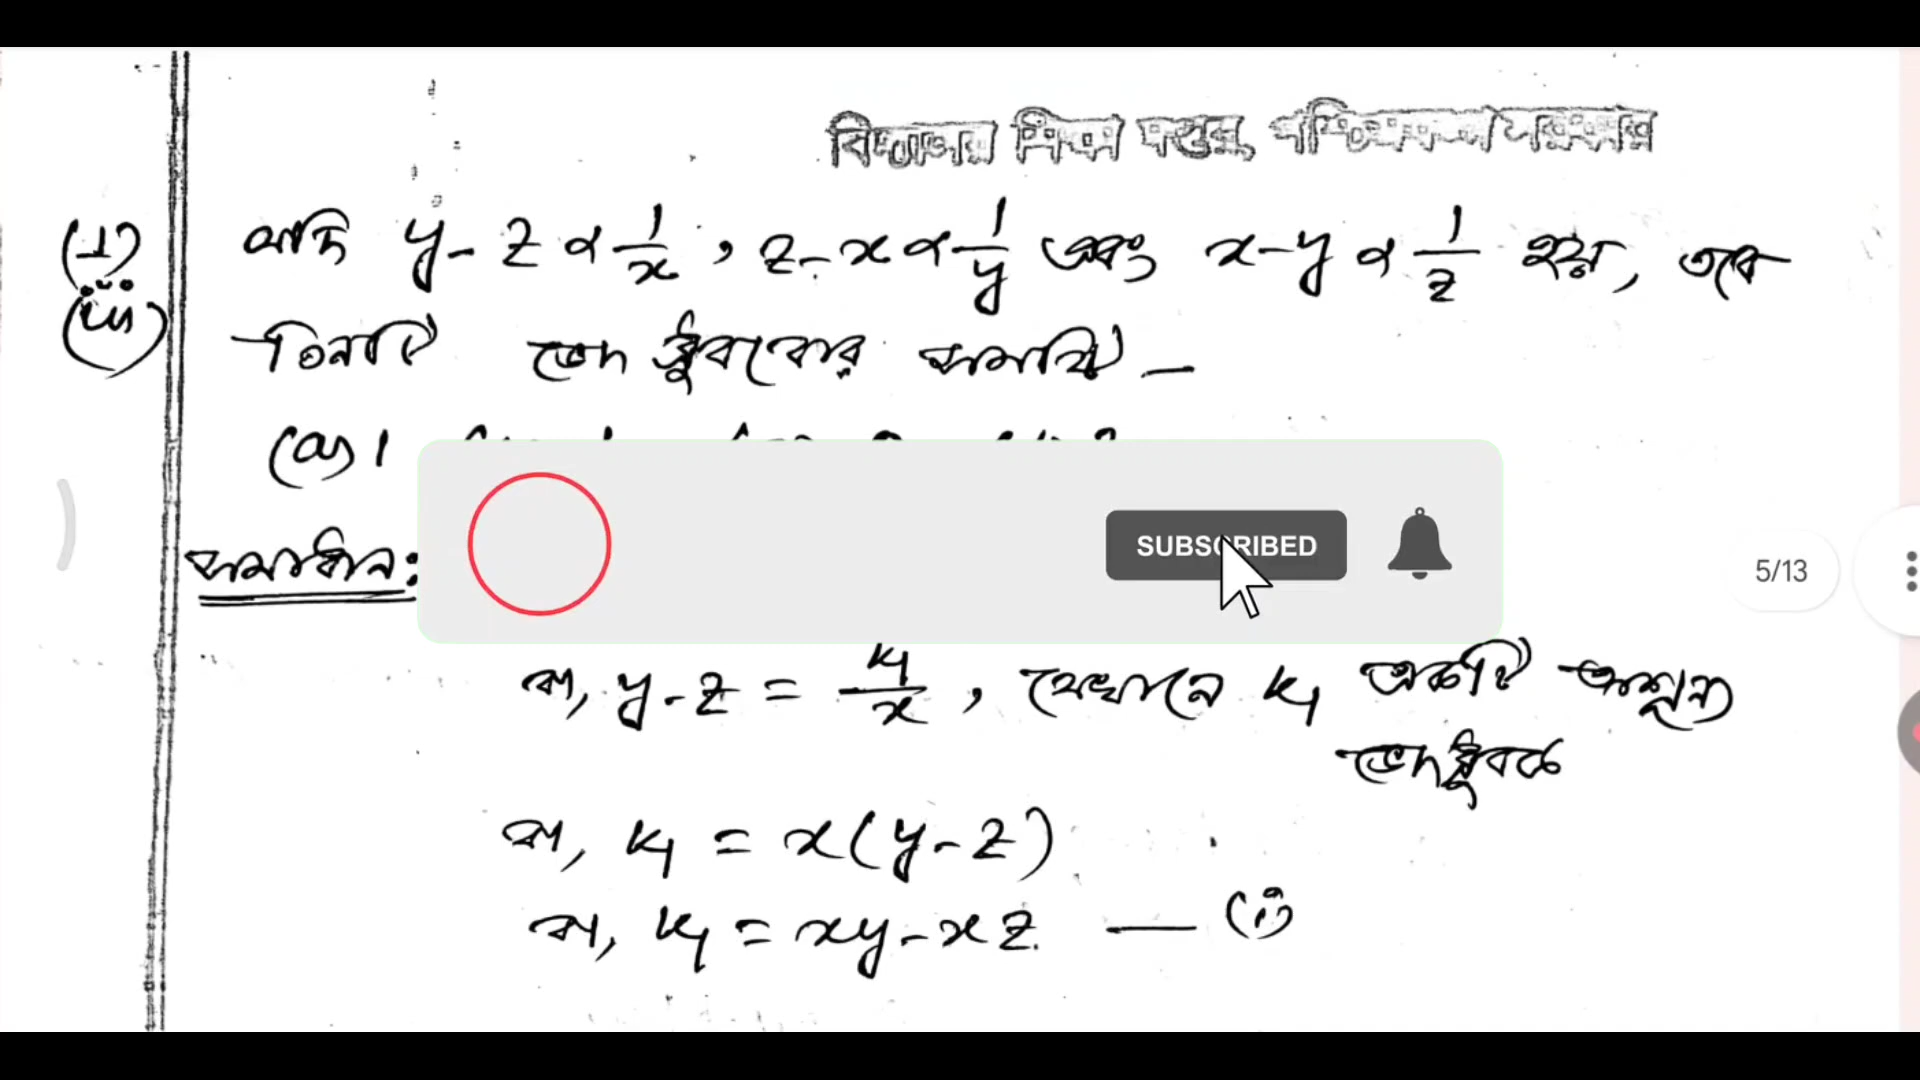 বিদ্যালয় শিক্ষা দপ্তর, পশ্চিমবঙ্গ সরকার
(1) যদি y - z ∝ 1/x , z - x ∝ 1/y এবং x - y ∝ 1/z হয়, তবে
(iii) তিনটি ভেদ ধ্রুবকের সমষ্টি —
(a) 1
সমাধান:
SUBSCRIBED
5/13
বা, y - z = k₁/x , যেখানে k₁ একটি অশূন্য
ভেদ ধ্রুবক
বা, k₁ = x(y - z)
বা, k₁ = xy - xz — (i)